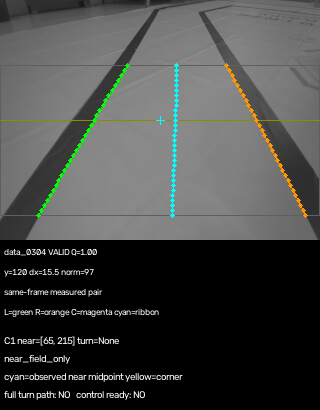 data_0304 VALID Q=1.00
y=120 dx=15.5 norm=97
same-frame measured pair
L=green R=orange C=magenta cyan=ribbon
C1 near=[65, 215] turn=None
near_field_only
cyan=observed near midpoint yellow=corner
full turn path: NO control ready: NO